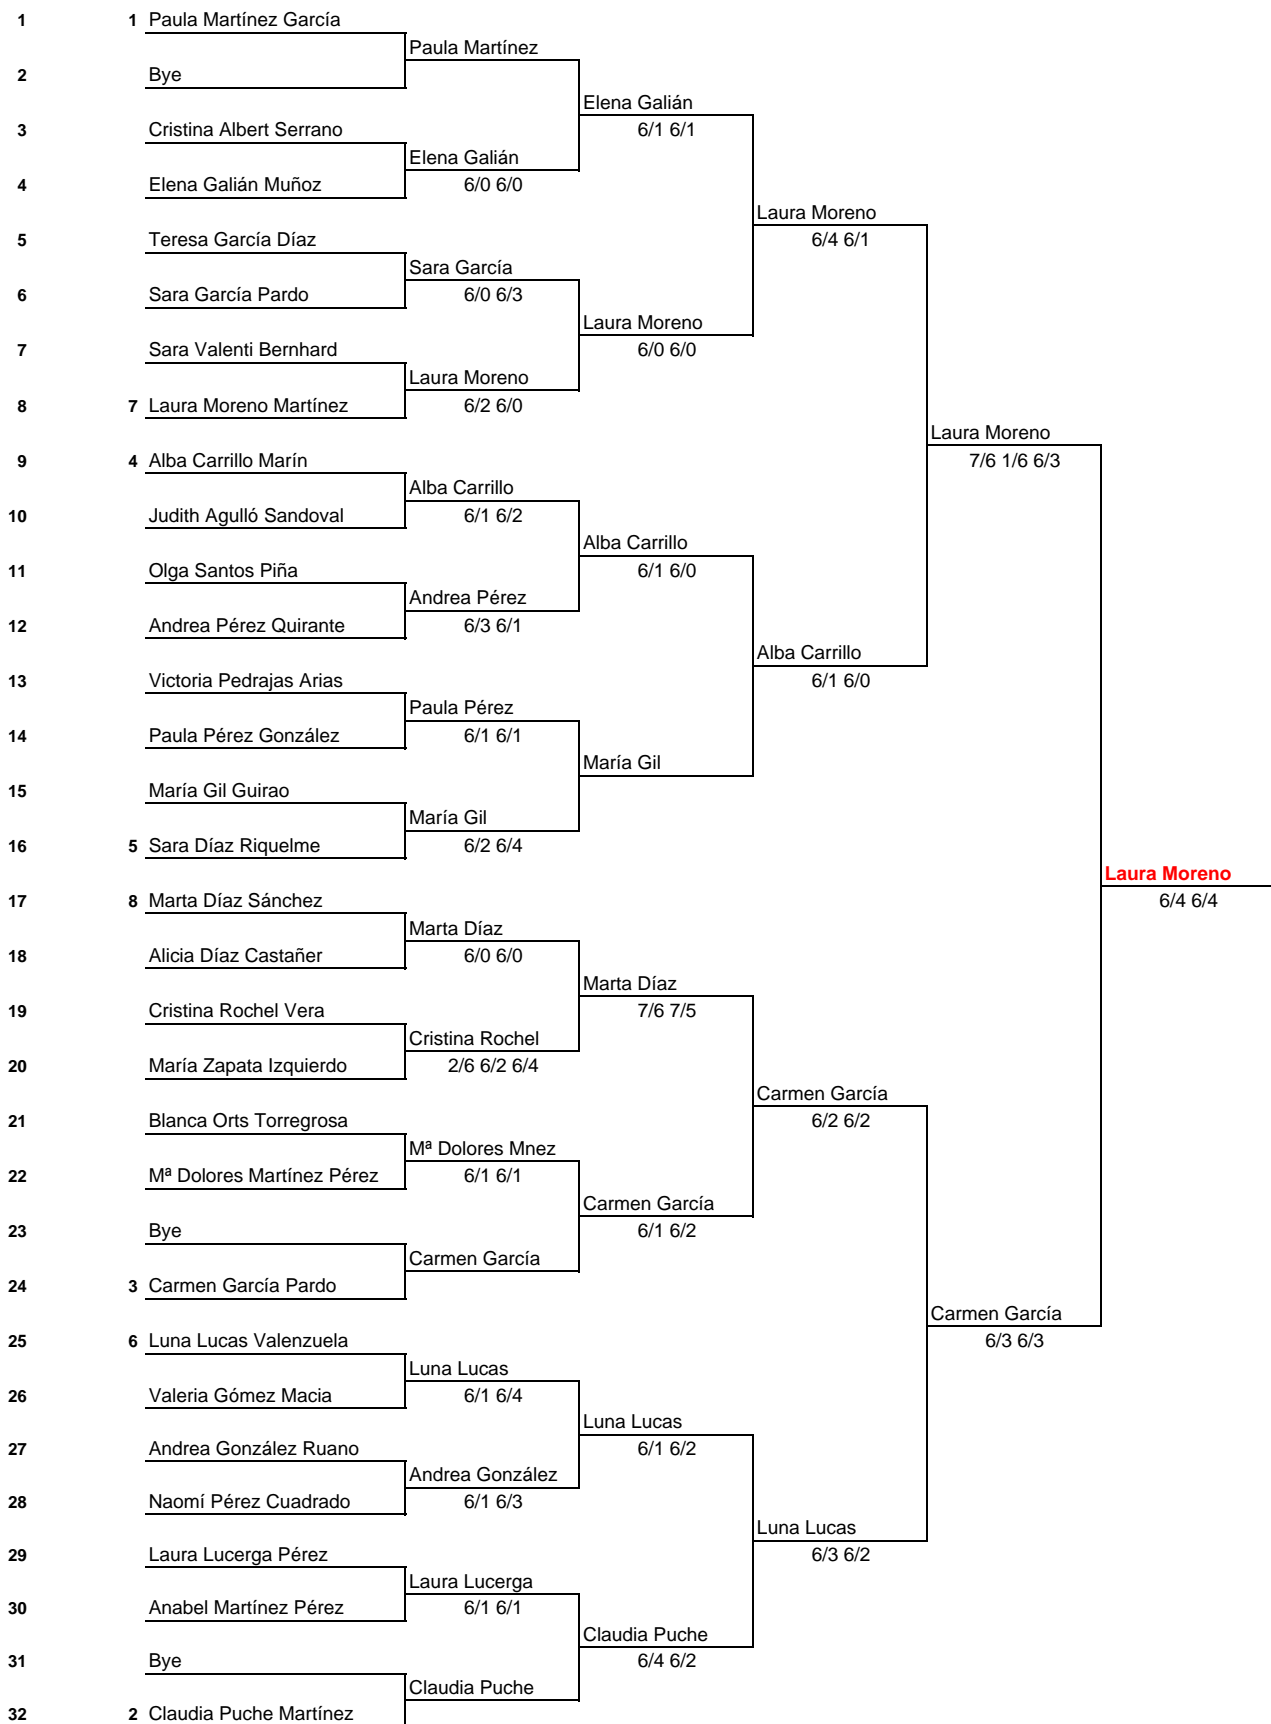 1 1 Paula Martínez García
Paula Martínez
2 Bye
Elena Galián
3 Cristina Albert Serrano 6/1 6/1
Elena Galián
4 Elena Galián Muñoz 6/0 6/0
Laura Moreno
5 Teresa García Díaz 6/4 6/1
Sara García
6 Sara García Pardo 6/0 6/3
Laura Moreno
7 Sara Valenti Bernhard 6/0 6/0
Laura Moreno
8 7 Laura Moreno Martínez 6/2 6/0
Laura Moreno
9 4 Alba Carrillo Marín 7/6 1/6 6/3
Alba Carrillo
10 Judith Agulló Sandoval 6/1 6/2
Alba Carrillo
11 Olga Santos Piña 6/1 6/0
Andrea Pérez
12 Andrea Pérez Quirante 6/3 6/1
Alba Carrillo
13 Victoria Pedrajas Arias 6/1 6/0
Paula Pérez
14 Paula Pérez González 6/1 6/1
María Gil
15 María Gil Guirao
María Gil
16 5 Sara Díaz Riquelme 6/2 6/4
Laura Moreno
17 8 Marta Díaz Sánchez 6/4 6/4
Marta Díaz
18 Alicia Díaz Castañer 6/0 6/0
Marta Díaz
19 Cristina Rochel Vera 7/6 7/5
Cristina Rochel
20 María Zapata Izquierdo 2/6 6/2 6/4
Carmen García
21 Blanca Orts Torregrosa 6/2 6/2
Mª Dolores Mnez
22 Mª Dolores Martínez Pérez 6/1 6/1
Carmen García
23 Bye 6/1 6/2
Carmen García
24 3 Carmen García Pardo
Carmen García
25 6 Luna Lucas Valenzuela 6/3 6/3
Luna Lucas
26 Valeria Gómez Macia 6/1 6/4
Luna Lucas
27 Andrea González Ruano 6/1 6/2
Andrea González
28 Naomí Pérez Cuadrado 6/1 6/3
Luna Lucas
29 Laura Lucerga Pérez 6/3 6/2
Laura Lucerga
30 Anabel Martínez Pérez 6/1 6/1
Claudia Puche
31 Bye 6/4 6/2
Claudia Puche
32 2 Claudia Puche Martínez